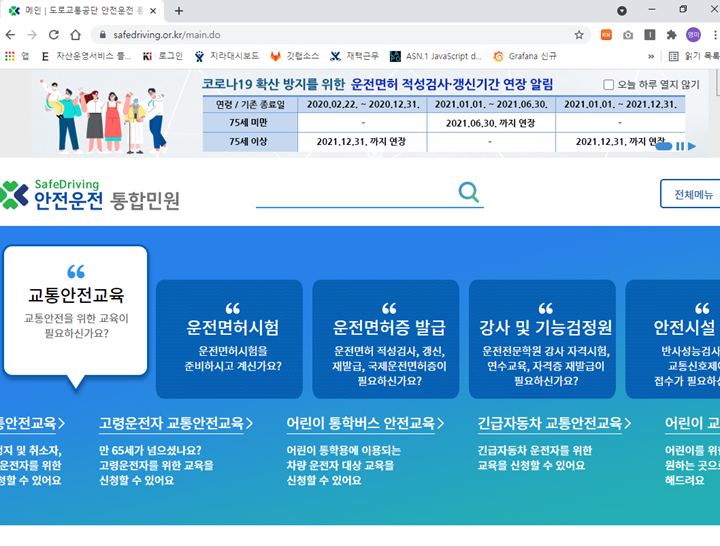 메인 | 도로교통공단 안전운전 통
safedriving.or.kr/main.do
앱
자산운영서비스 플...
Ki 로그인
지라대시보드
깃랩소스
재택근무
ASN.1 JavaScript d...
Grafana 신규
»
읽기 목록
코로나19 확산 방지를 위한 운전면허 적성검사·갱신기간 연장 알림
오늘 하루 열지 않기
연령 / 기존 종료일 2020.02.22. ~ 2020.12.31. 2021.01.01. ~ 2021.06.30. 2021.01.01. ~ 2021.12.31.
75세 미만 - 2021.06.30. 까지 연장 -
75세 이상 2021.12.31. 까지 연장 - 2021.12.31. 까지 연장
SafeDriving
안전운전 통합민원
전체메뉴
교통안전교육
교통안전을 위한 교육이
필요하신가요?
운전면허시험
운전면허시험을
준비하시고 계신가요?
운전면허증 발급
운전면허 적성검사, 갱신,
재발급, 국제운전면허증이
필요하신가요?
강사 및 기능검정원
운전전문학원 강사 자격시험,
연수교육, 자격증 재발급이
필요하신가요?
안전시설
반사성능검사
교통신호제어
접수가 필요하신
통안전교육>
정지 및 취소자,
운전자를 위한
신청할 수 있어요
고령운전자 교통안전교육>
만 65세가 넘으셨나요?
고령운전자를 위한 교육을
신청할 수 있어요
어린이 통학버스 안전교육>
어린이 통학용에 이용되는
차량 운전자 대상 교육을
신청할 수 있어요
긴급자동차 교통안전교육>
긴급자동차 운전자를 위한
교육을 신청할 수 있어요
어린이 교
어린이를 위
원하는 곳으
해드려요